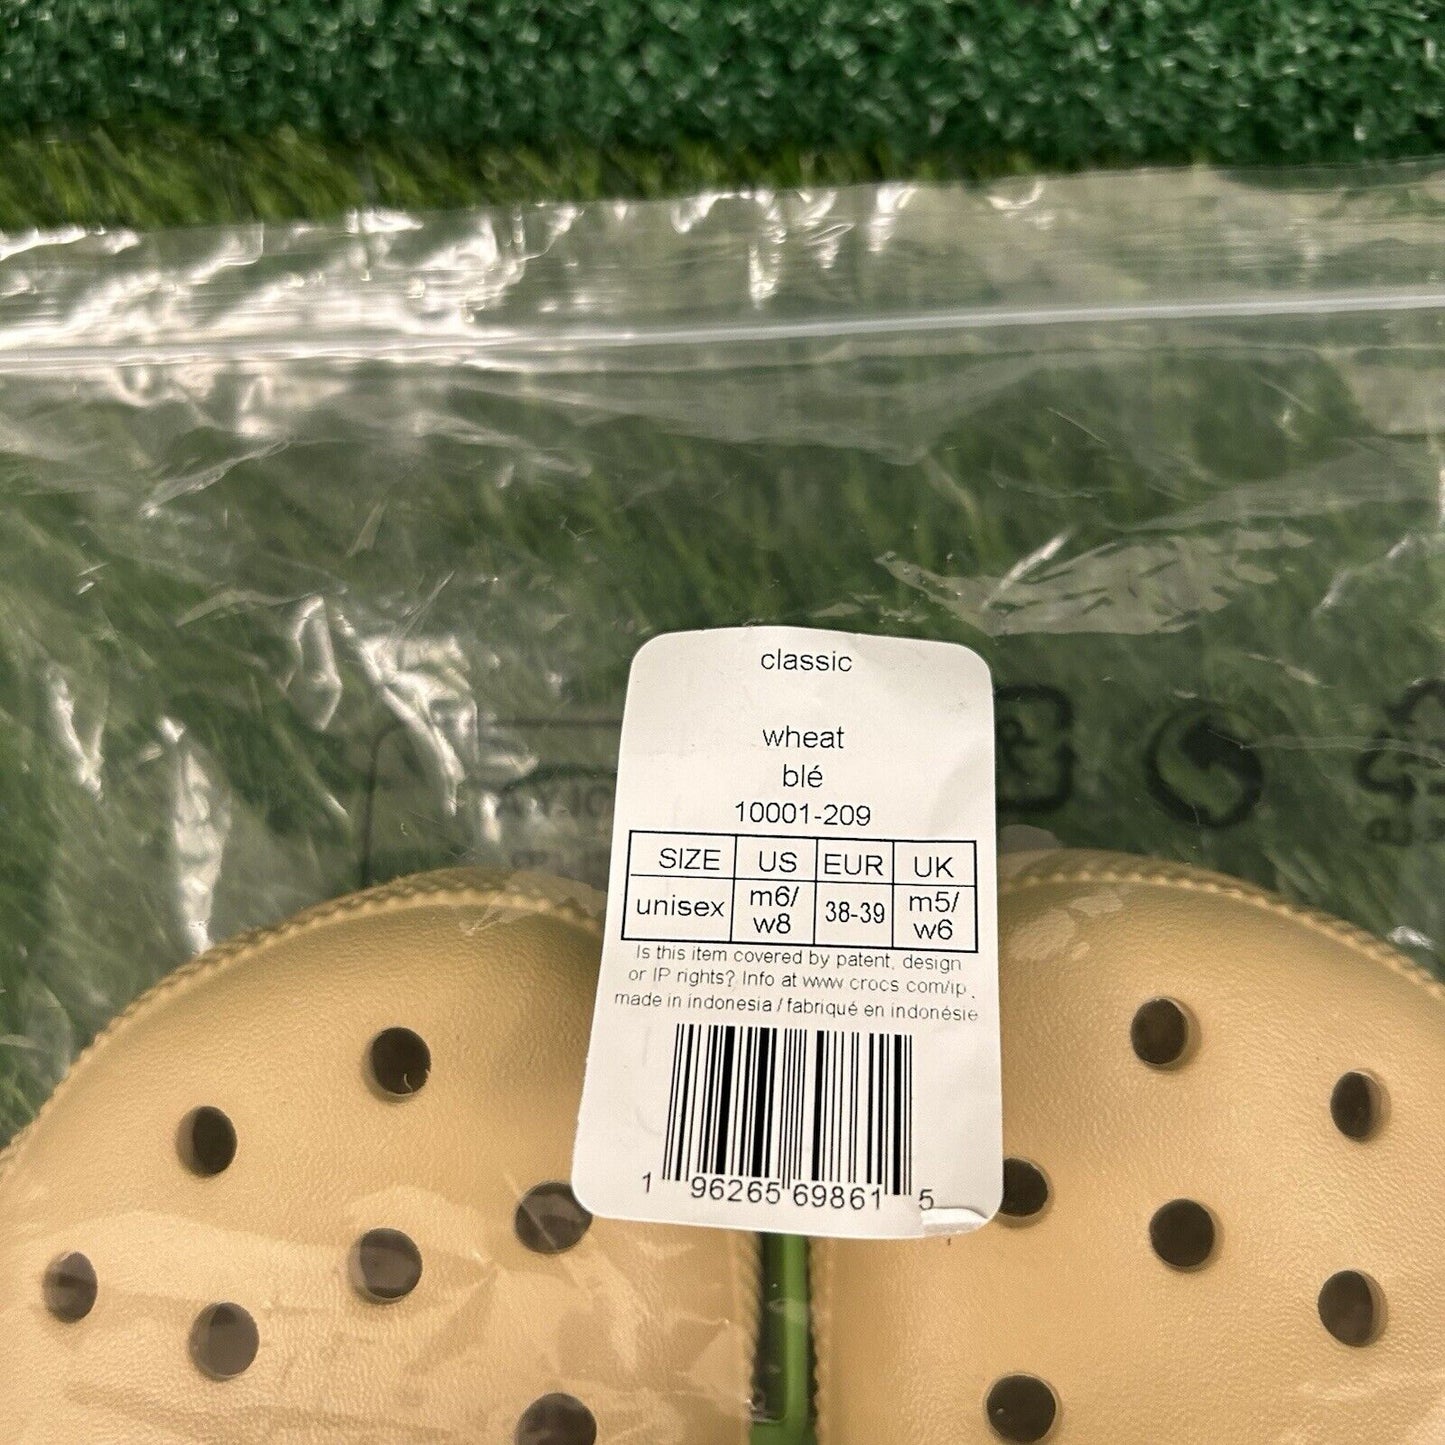 classic
wheat
blé
10001-209
SIZE US EUR UK
unisex m6/ w8 38-39 m5/ w6
Is this item covered by patent, design
or IP rights? Info at www.crocs.com/ip.
made in indonesia / fabriqué en indonésie
1 96265 69861 5